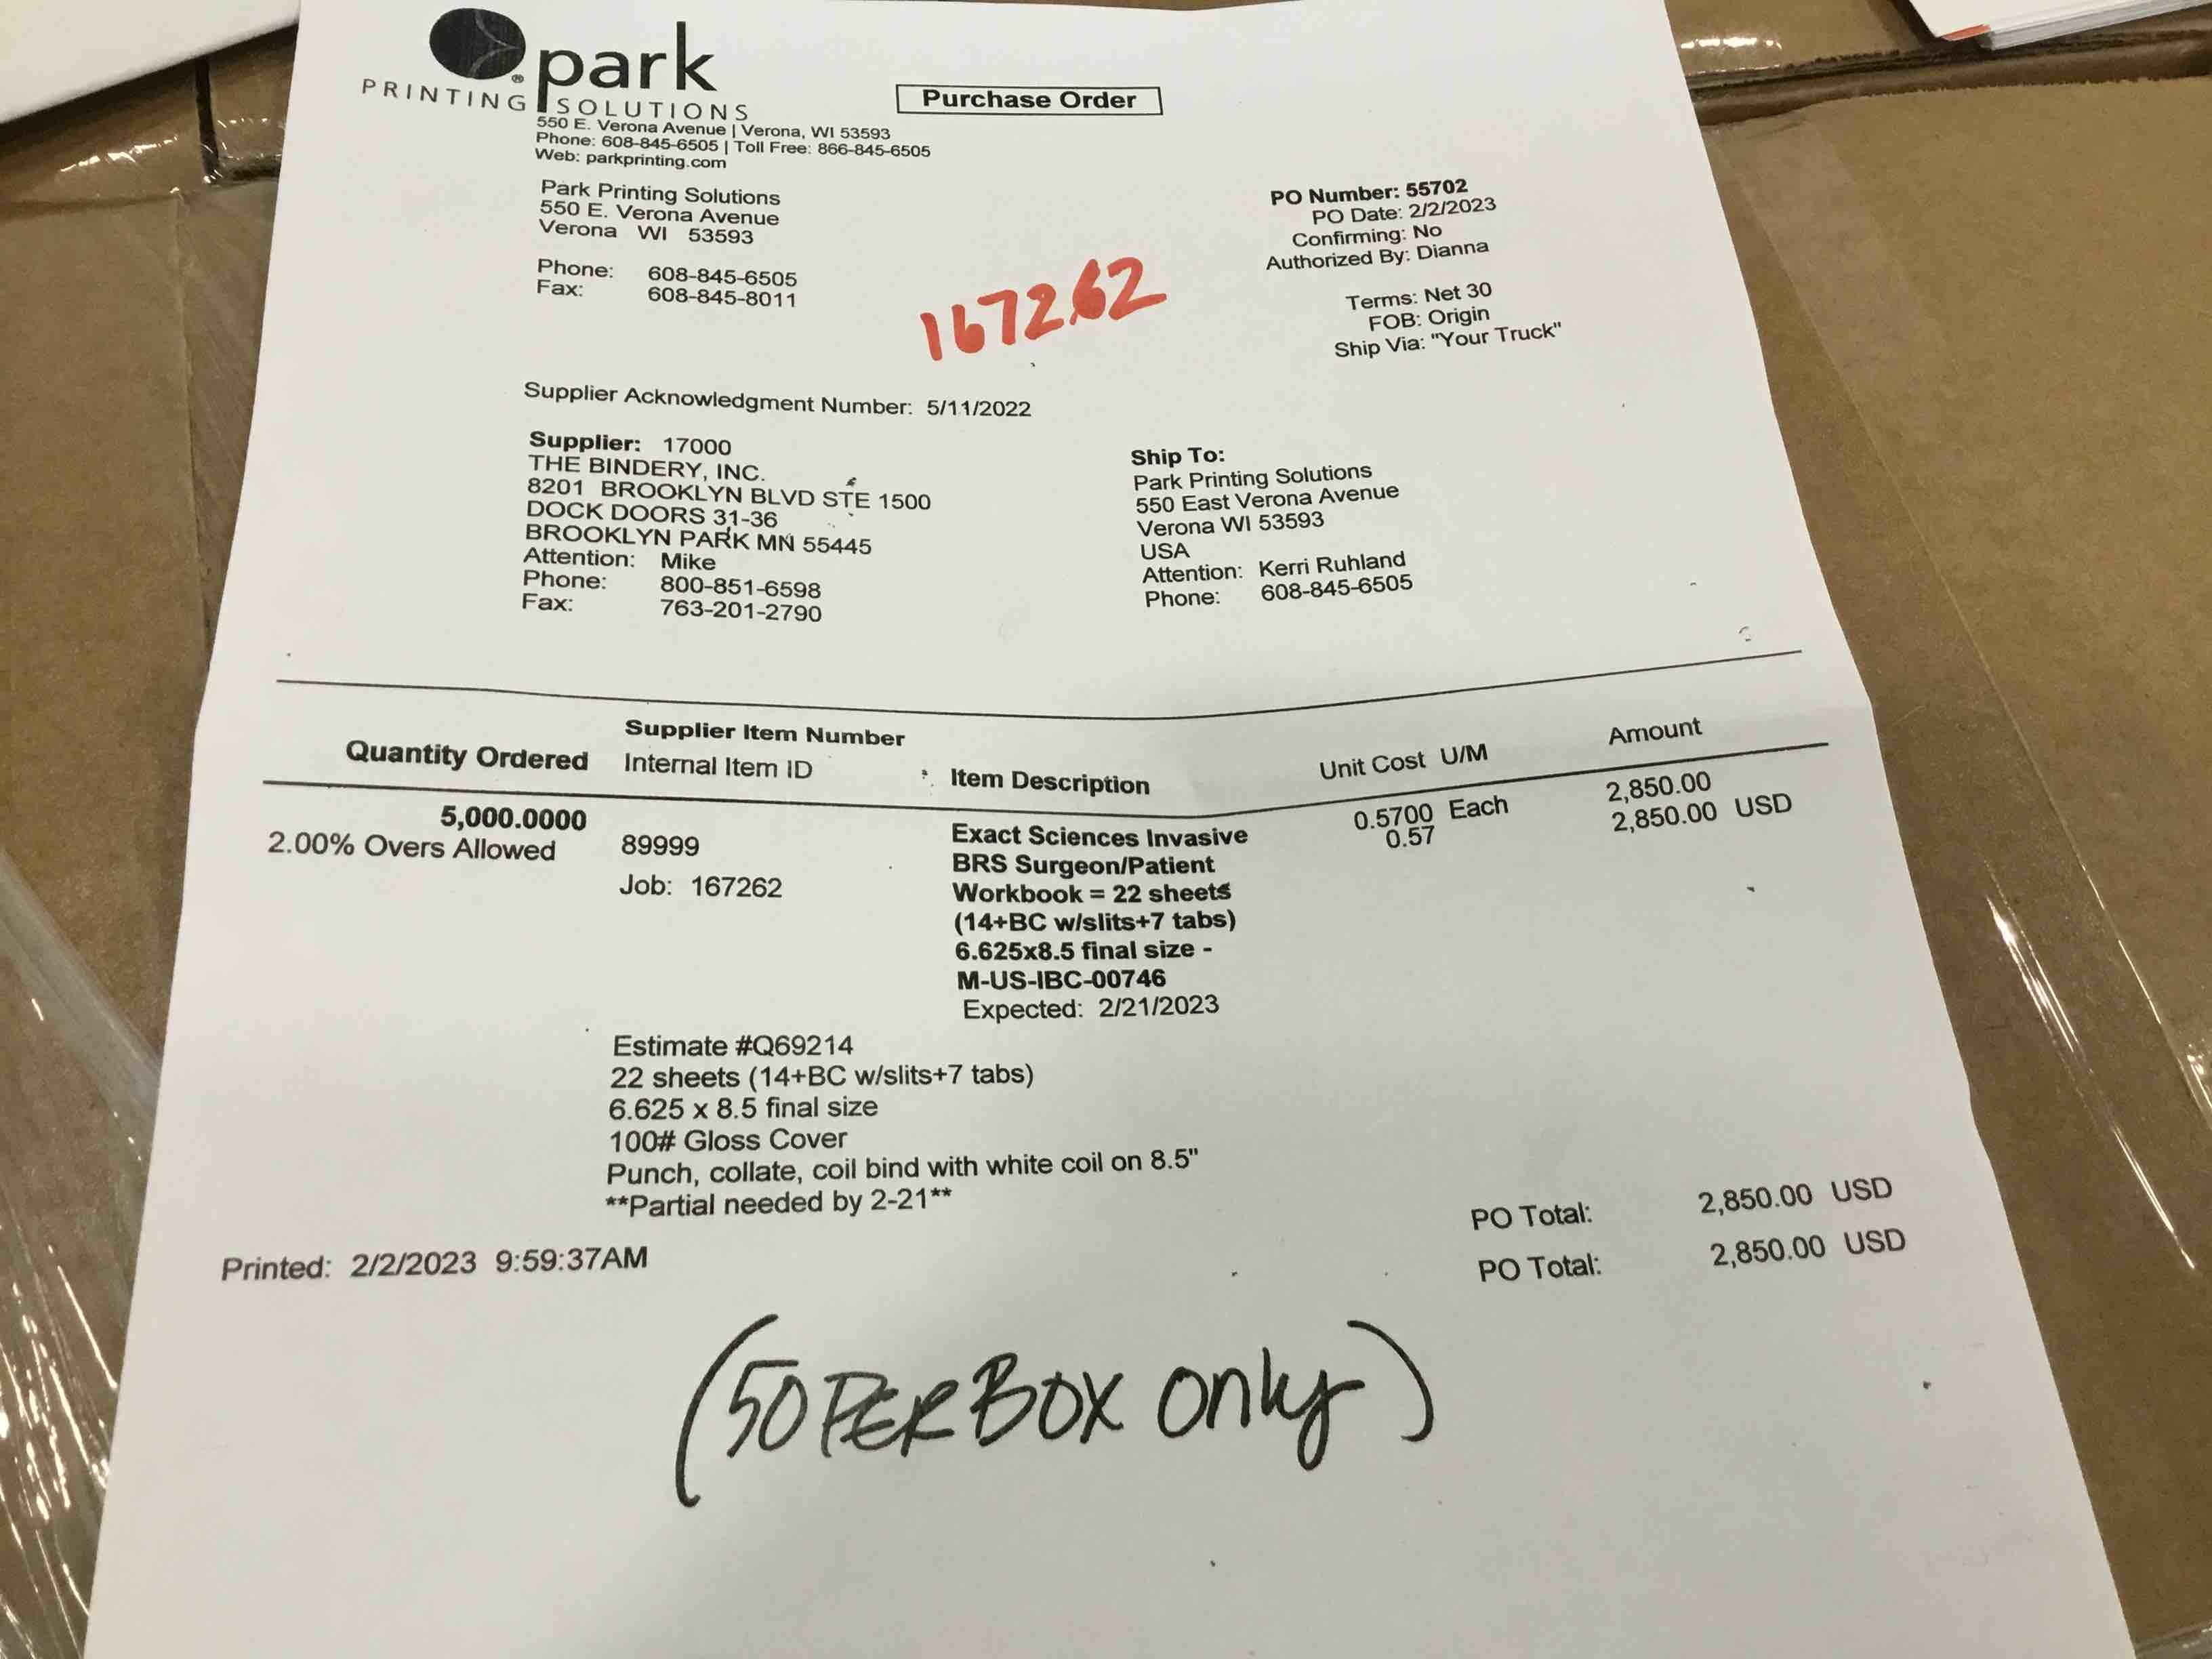 park
PRINTING SOLUTIONS
550 E. Verona Avenue | Verona, WI 53593
Phone: 608-845-6505 | Toll Free: 866-845-6505
Web: parkprinting.com
Purchase Order
Park Printing Solutions
550 E. Verona Avenue
Verona WI 53593
Phone: 608-845-6505
Fax: 608-845-8011
167262
PO Number: 55702
PO Date: 2/2/2023
Confirming: No
Authorized By: Dianna
Terms: Net 30
FOB: Origin
Ship Via: "Your Truck"
Supplier Acknowledgment Number: 5/11/2022
Supplier: 17000
THE BINDERY, INC.
8201 BROOKLYN BLVD STE 1500
DOCK DOORS 31-36
BROOKLYN PARK MN 55445
Attention: Mike
Phone: 800-851-6598
Fax: 763-201-2790
Ship To:
Park Printing Solutions
550 East Verona Avenue
Verona WI 53593
USA
Attention: Kerri Ruhland
Phone: 608-845-6505
Quantity Ordered
Supplier Item Number
Internal Item ID
Item Description
Unit Cost U/M
Amount
5,000.0000
2.00% Overs Allowed
89999
Job: 167262
Exact Sciences Invasive
BRS Surgeon/Patient
Workbook = 22 sheets
(14+BC w/slits+7 tabs)
6.625x8.5 final size -
M-US-IBC-00746
Expected: 2/21/2023
0.5700 Each
0.57
2,850.00
2,850.00 USD
Estimate #Q69214
22 sheets (14+BC w/slits+7 tabs)
6.625 x 8.5 final size
100# Gloss Cover
Punch, collate, coil bind with white coil on 8.5"
**Partial needed by 2-21**
PO Total: 2,850.00 USD
PO Total: 2,850.00 USD
Printed: 2/2/2023 9:59:37AM
(50 PER BOX only)